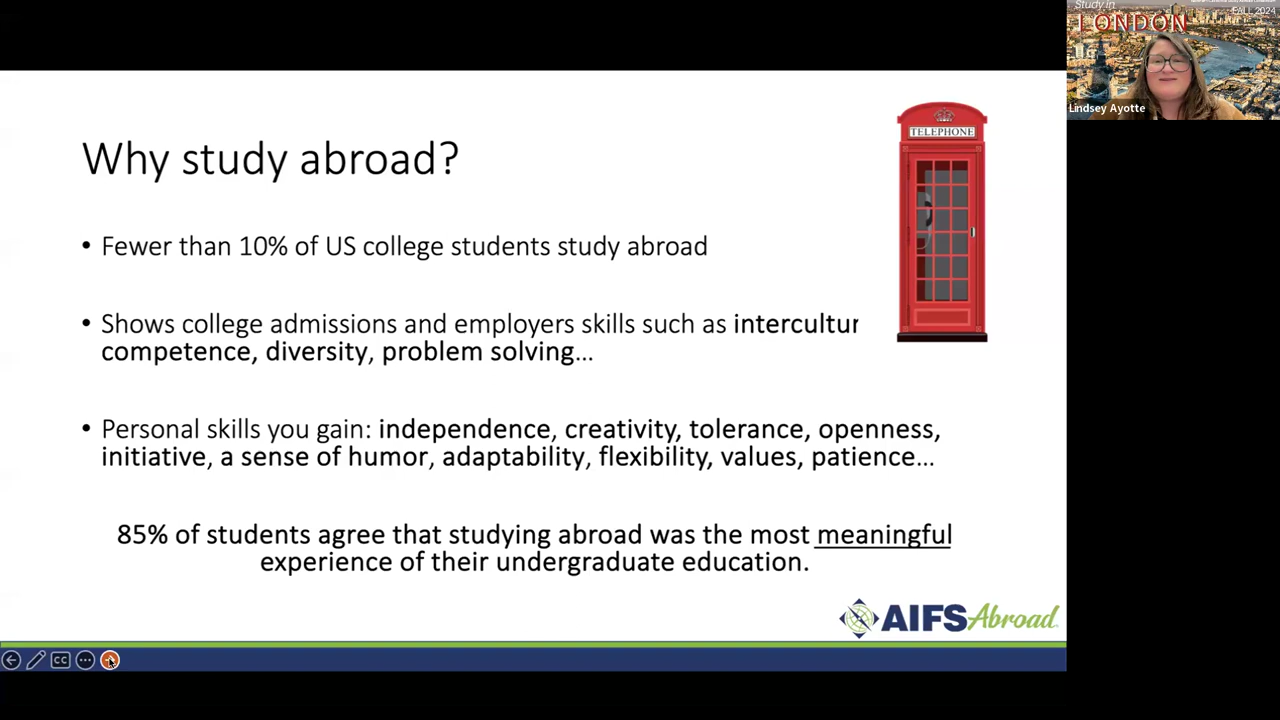 Study in
LONDON
FALL 2024
Lindsey Ayotte
TELEPHONE
Why study abroad?
• Fewer than 10% of US college students study abroad
• Shows college admissions and employers skills such as intercultur
competence, diversity, problem solving...
• Personal skills you gain: independence, creativity, tolerance, openness,
initiative, a sense of humor, adaptability, flexibility, values, patience...
85% of students agree that studying abroad was the most meaningful
experience of their undergraduate education.
AIFS Abroad
CC